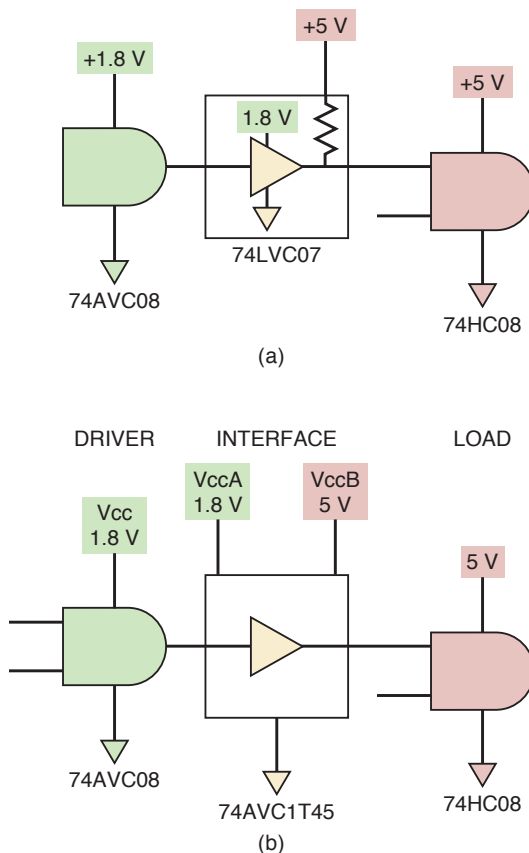 +5 V
+1.8 V
+5 V
1.8 V
74LVC07
74AVC08
74HC08
(a)
DRIVER INTERFACE LOAD
VccA
1.8 V
VccB
5 V
Vcc
1.8 V
5 V
74AVC08
74HC08
74AVC1T45
(b)